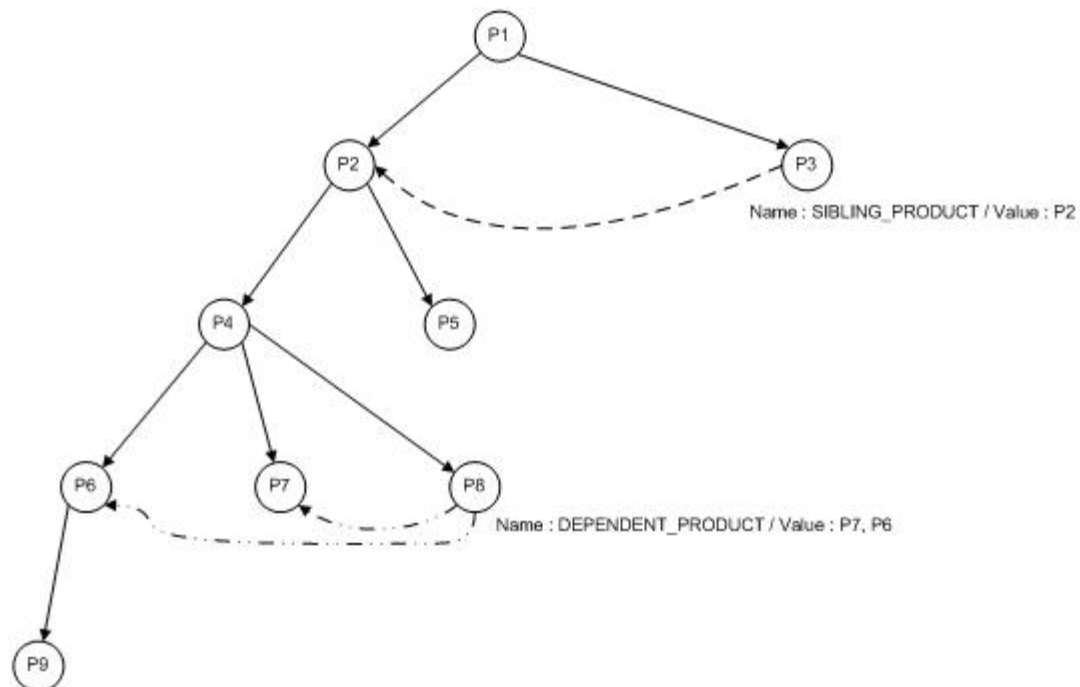 P1
P2
P3
Name : SIBLING_PRODUCT / Value : P2
P4
P5
P6
P7
P8
Name : DEPENDENT_PRODUCT / Value : P7, P6
P9